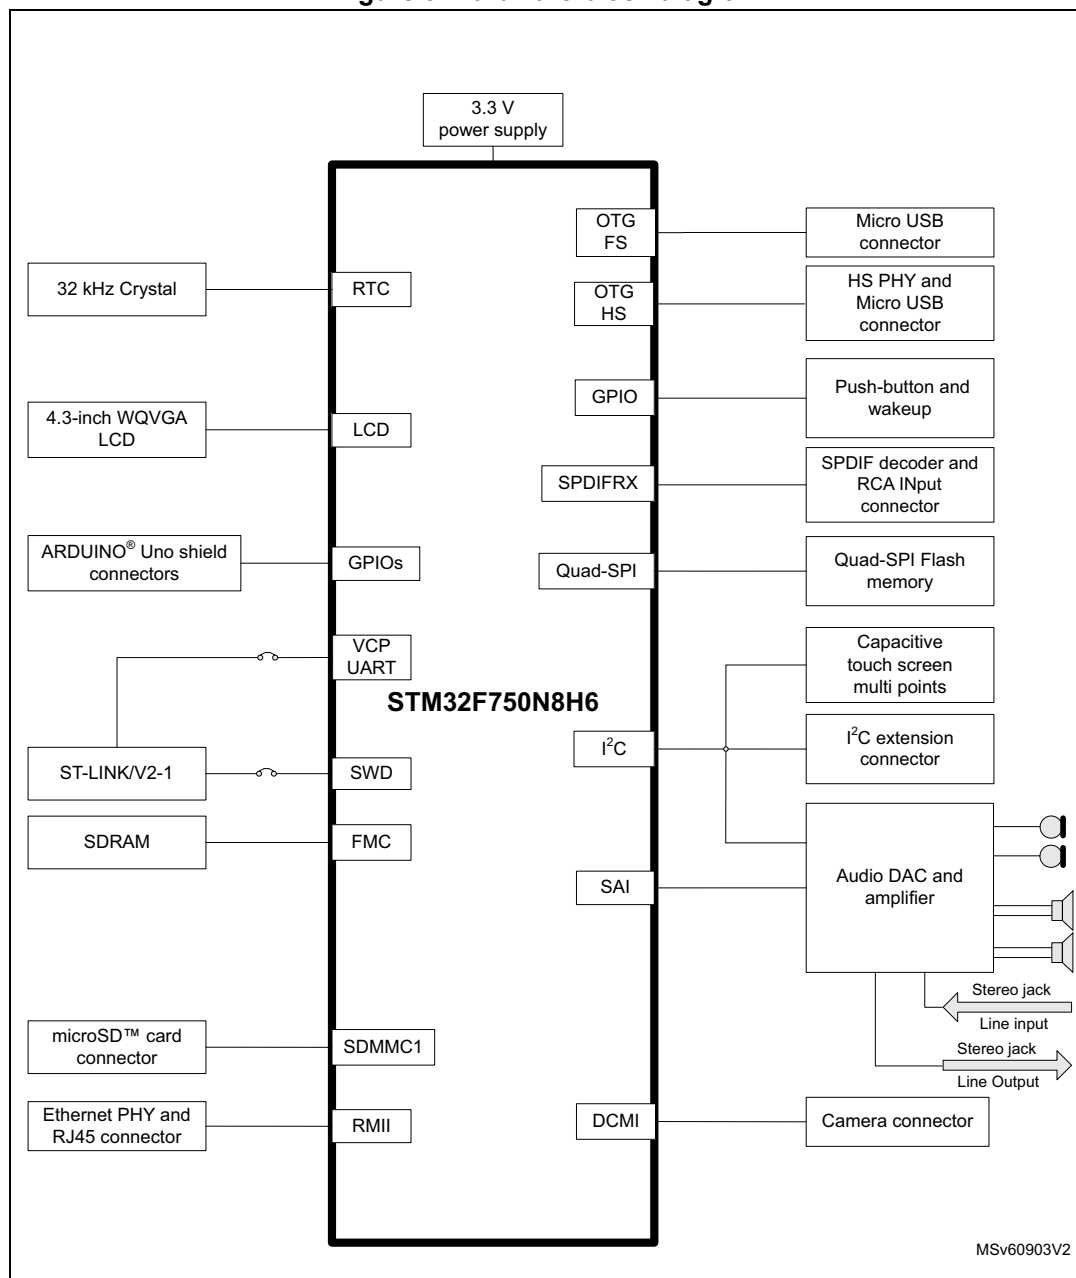 3.3 V
power supply
OTG
FS
Micro USB
connector
32 kHz Crystal
RTC
OTG
HS
HS PHY and
Micro USB
connector
GPIO
Push-button and
wakeup
4.3-inch WQVGA
LCD
LCD
SPDIFRX
SPDIF decoder and
RCA INput
connector
ARDUINO® Uno shield
connectors
GPIOs
Quad-SPI
Quad-SPI Flash
memory
VCP
UART
Capacitive
touch screen
multi points
STM32F750N8H6
I²C
I²C extension
connector
ST-LINK/V2-1
SWD
SDRAM
FMC
SAI
Audio DAC and
amplifier
Stereo jack
Line input
Stereo jack
Line Output
microSD™ card
connector
SDMMC1
Ethernet PHY and
RJ45 connector
RMII
DCMI
Camera connector
MSv60903V2